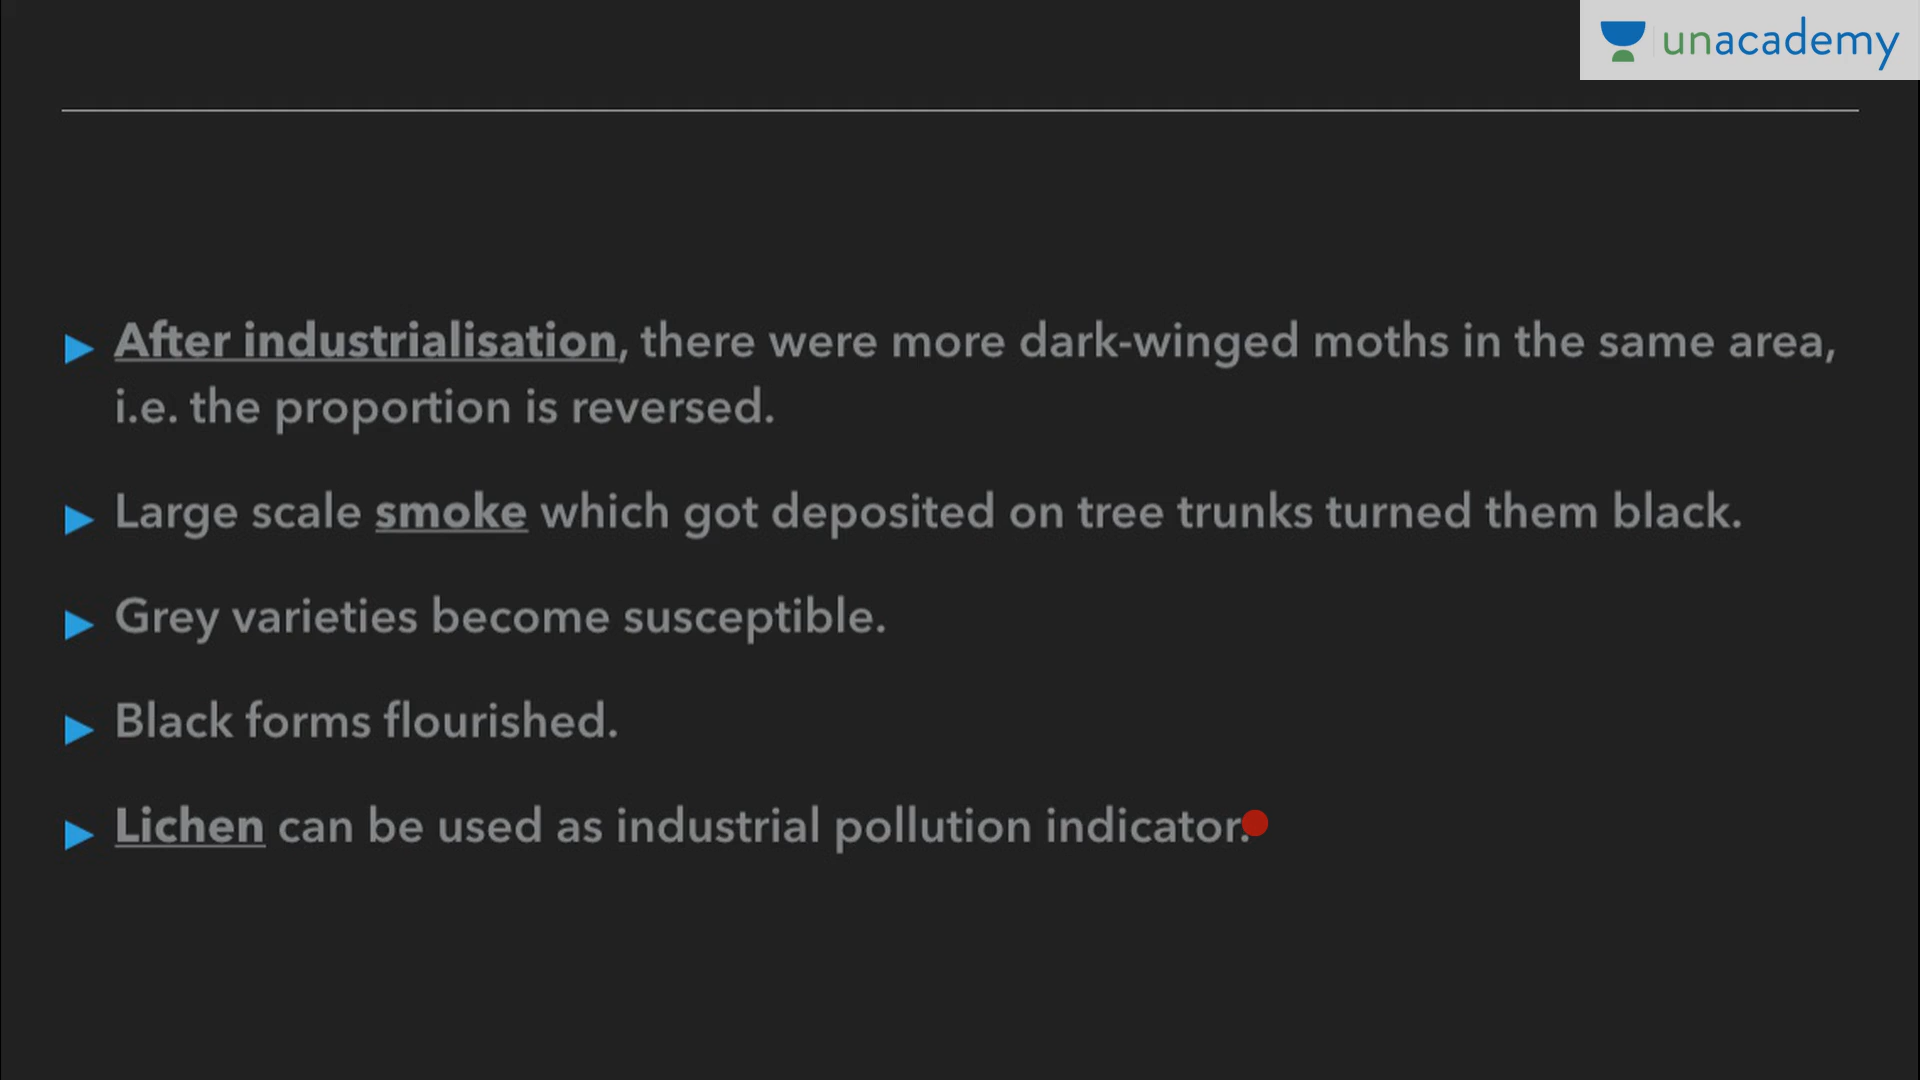 unacademy
After industrialisation, there were more dark-winged moths in the same area,
i.e. the proportion is reversed.
Large scale smoke which got deposited on tree trunks turned them black.
Grey varieties become susceptible.
Black forms flourished.
Lichen can be used as industrial pollution indicator.